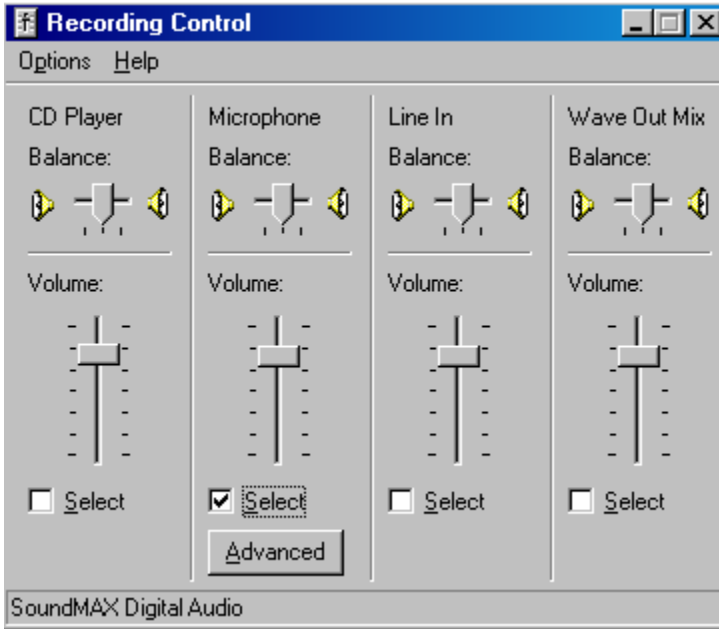 Recording Control
Options Help
CD Player Microphone Line In Wave Out Mix
Balance: Balance: Balance: Balance:
Volume: Volume: Volume: Volume:
Select Select Select Select
Advanced
SoundMAX Digital Audio